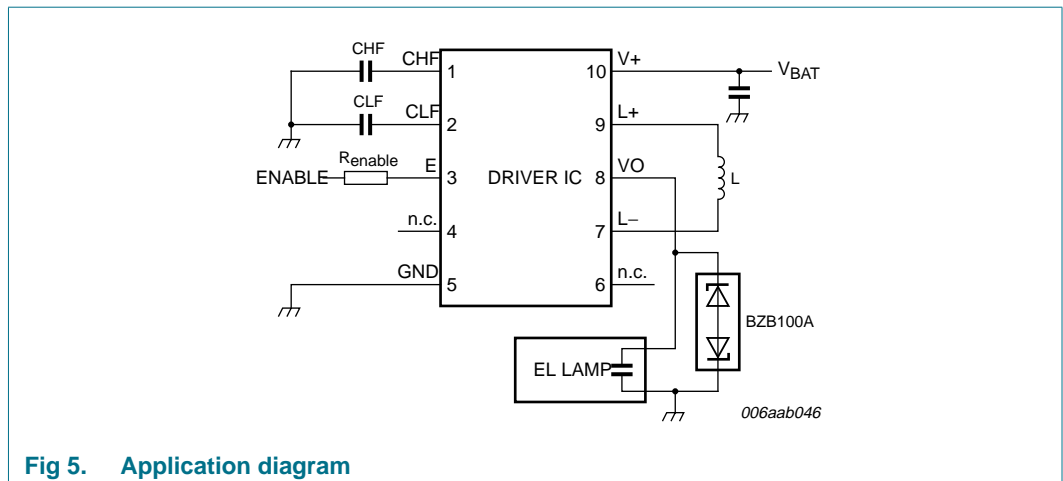 CHF
CHF
1
CLF
CLF
2
Renable
ENABLE
E
3
n.c.
4
GND
5
DRIVER IC
V+
10
VBAT
L+
9
VO
8
L
L−
7
n.c.
6
BZB100A
EL LAMP
006aab046
Fig 5. Application diagram